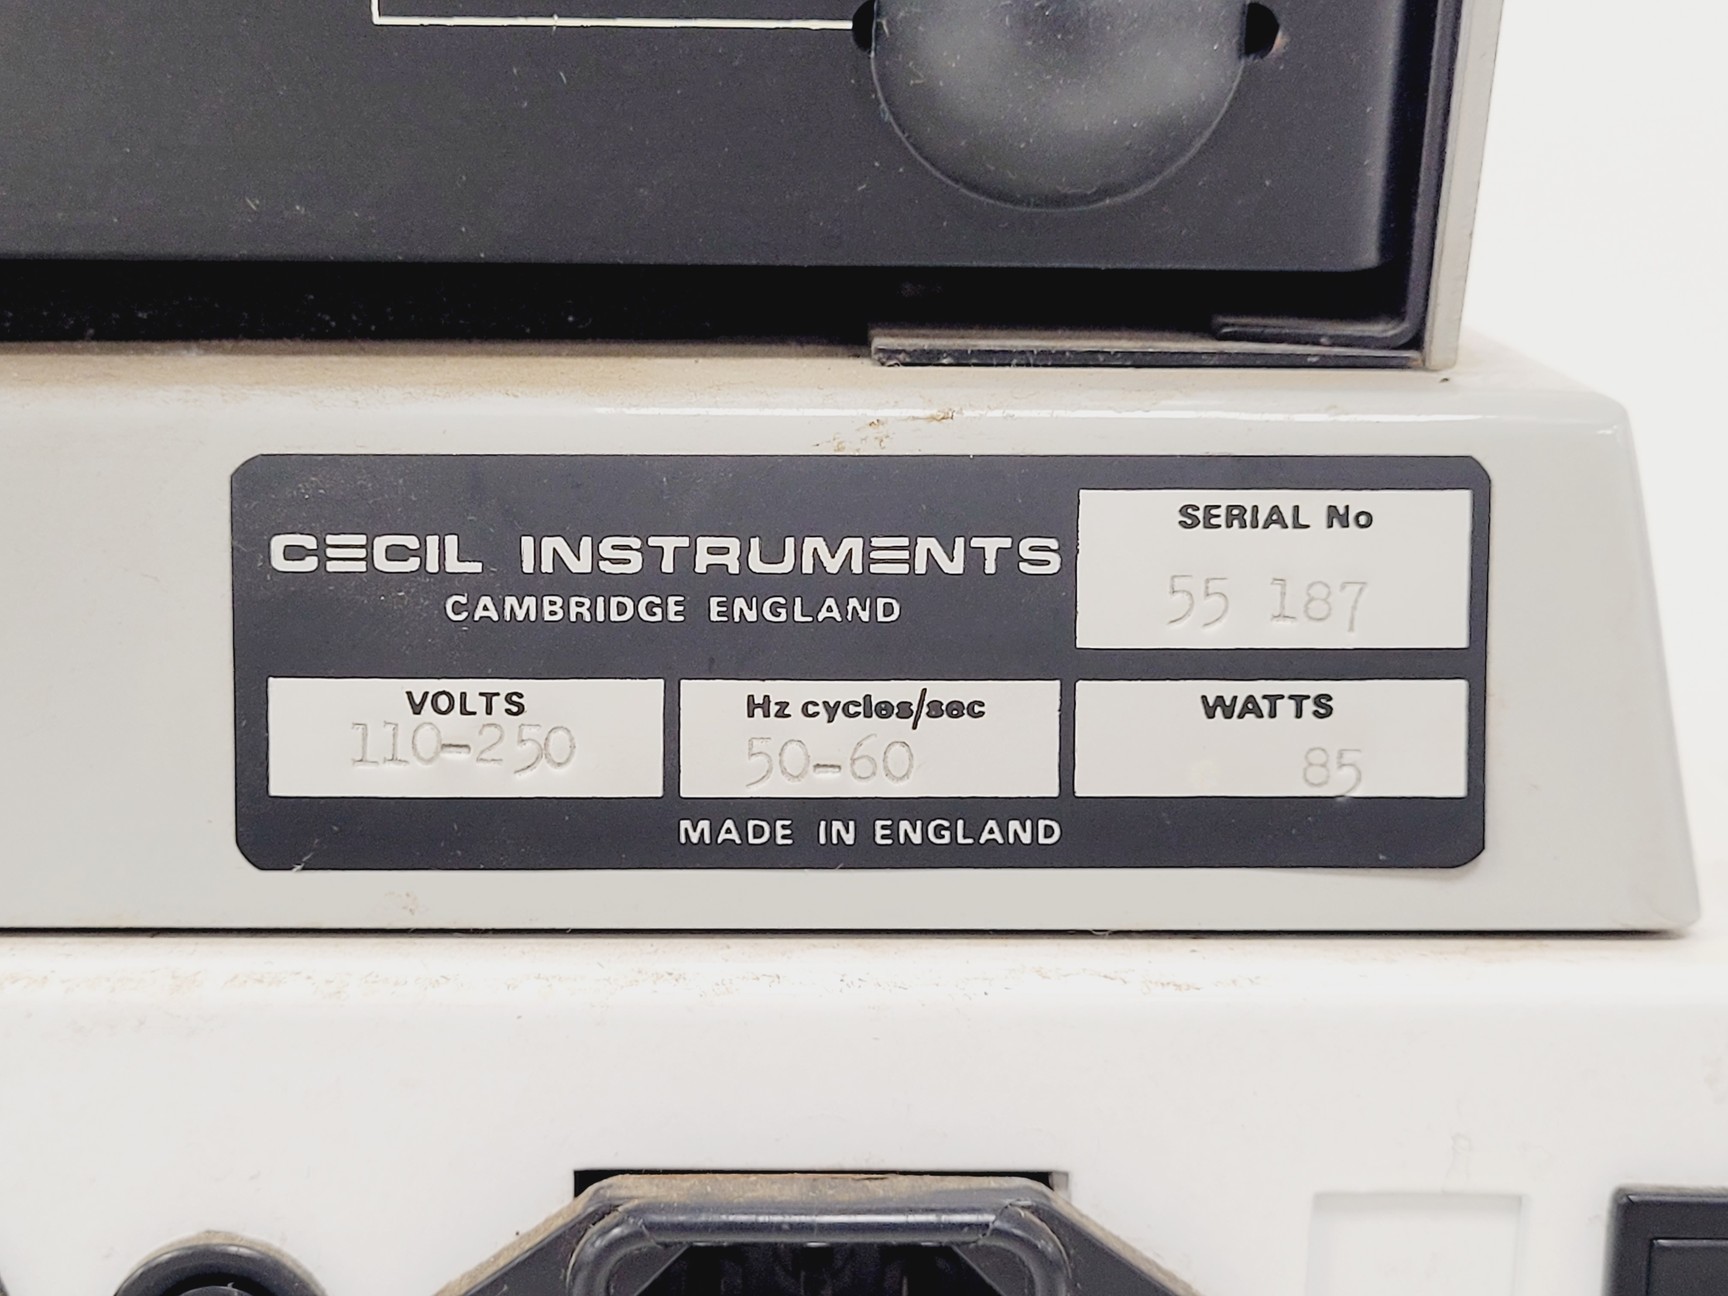 CECIL INSTRUMENTS
CAMBRIDGE ENGLAND
SERIAL No
55 187
VOLTS
110-250
Hz cycles/sec
50-60
WATTS
85
MADE IN ENGLAND